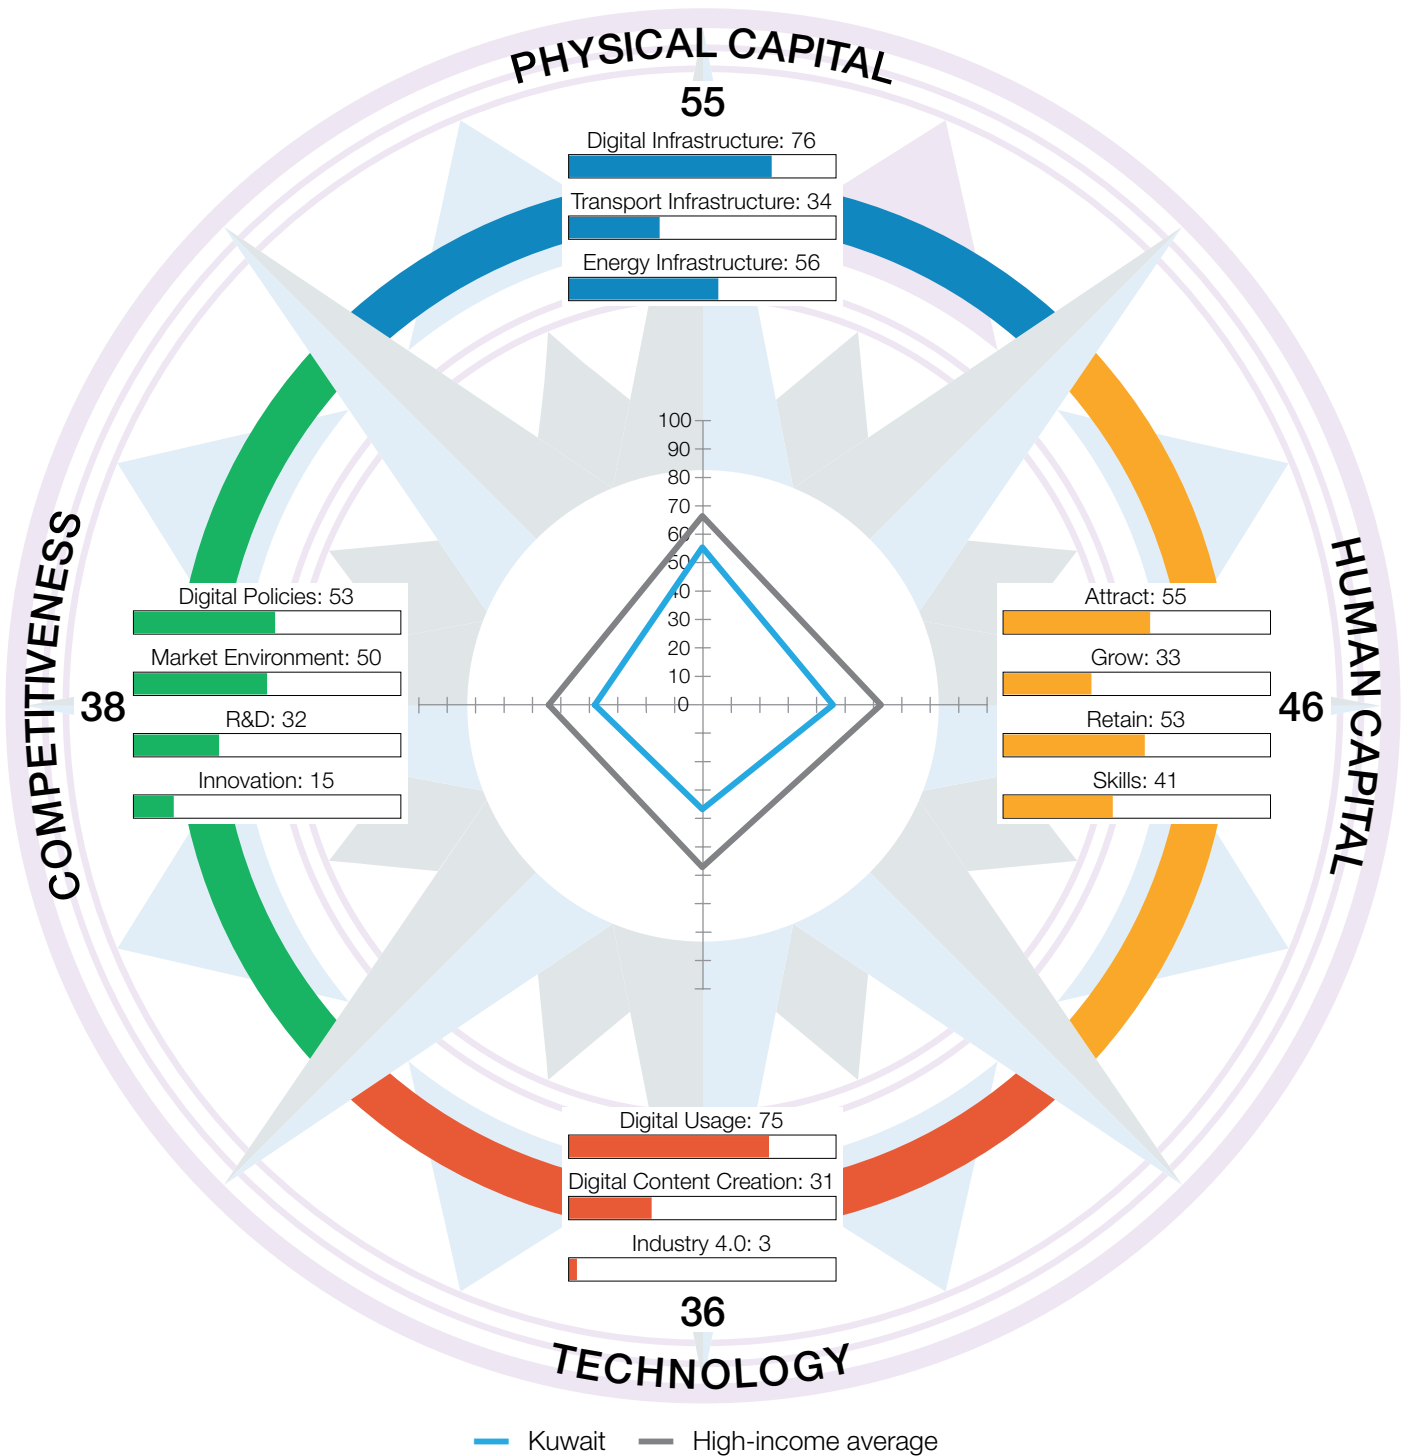 PHYSICAL CAPITAL
55
Digital Infrastructure: 76
Transport Infrastructure: 34
Energy Infrastructure: 56
100
90
80
70
60
50
40
30
20
10
0
COMPETITIVENESS
38
Digital Policies: 53
Market Environment: 50
R&D: 32
Innovation: 15
HUMAN CAPITAL
46
Attract: 55
Grow: 33
Retain: 53
Skills: 41
Digital Usage: 75
Digital Content Creation: 31
Industry 4.0: 3
36
TECHNOLOGY
Kuwait
High-income average